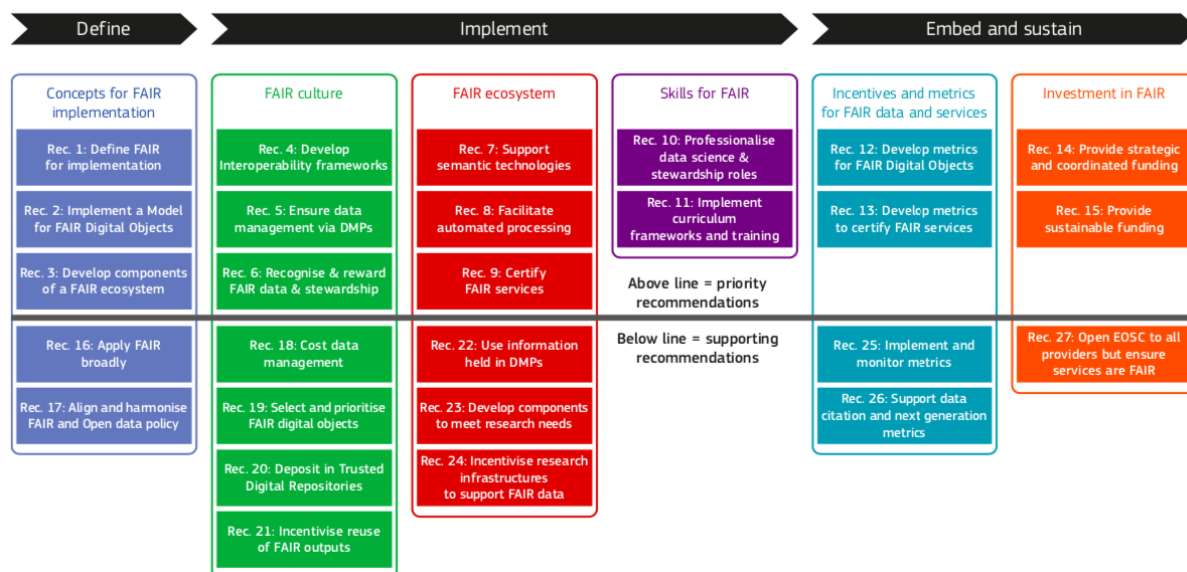 Define
Implement
Embed and sustain
Concepts for FAIR
implementation
Rec. 1: Define FAIR
for implementation
Rec. 2: Implement a Model
for FAIR Digital Objects
Rec. 3: Develop components
of a FAIR ecosystem
Rec. 16: Apply FAIR
broadly
Rec. 17: Align and harmonise
FAIR and Open data policy
FAIR culture
Rec. 4: Develop
Interoperability frameworks
Rec. 5: Ensure data
management via DMPs
Rec. 6: Recognise & reward
FAIR data & stewardship
Rec. 18: Cost data
management
Rec. 19: Select and prioritise
FAIR digital objects
Rec. 20: Deposit in Trusted
Digital Repositories
Rec. 21: Incentivise reuse
of FAIR outputs
FAIR ecosystem
Rec. 7: Support
semantic technologies
Rec. 8: Facilitate
automated processing
Rec. 9: Certify
FAIR services
Rec. 22: Use information
held in DMPs
Rec. 23: Develop components
to meet research needs
Rec. 24: Incentivise research
infrastructures
to support FAIR data
Skills for FAIR
Rec. 10: Professionalise
data science &
stewardship roles
Rec. 11: Implement
curriculum
frameworks and training
Above line = priority
recommendations
Below line = supporting
recommendations
Incentives and metrics
for FAIR data and services
Rec. 12: Develop metrics
for FAIR Digital Objects
Rec. 13: Develop metrics
to certify FAIR services
Rec. 25: Implement and
monitor metrics
Rec. 26: Support data
citation and next generation
metrics
Investment in FAIR
Rec. 14: Provide strategic
and coordinated funding
Rec. 15: Provide
sustainable funding
Rec. 27: Open EOSC to all
providers but ensure
services are FAIR